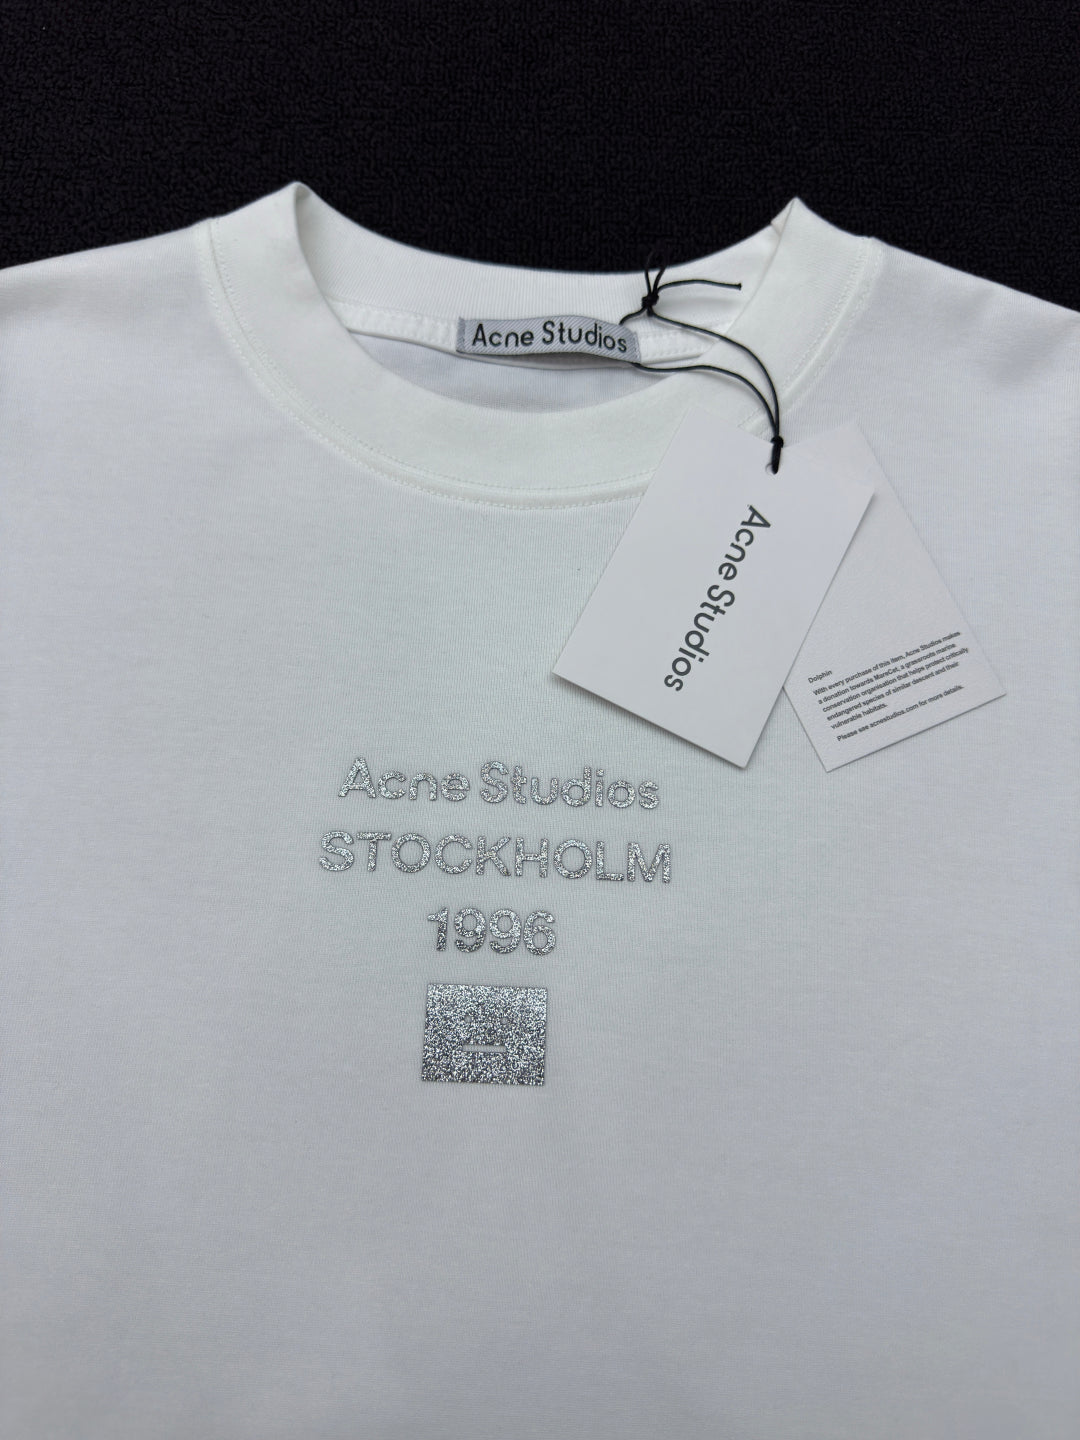 Acne Studios
Acne Studios
Dolphin
With every purchase of this item, Acne Studios makes
a donation towards MareCet, a grassroots marine
conservation organisation that helps protect critically
endangered species of similar descent and their
vulnerable habitats.
Please see acnestudios.com for more details.
Acne Studios
STOCKHOLM
1996